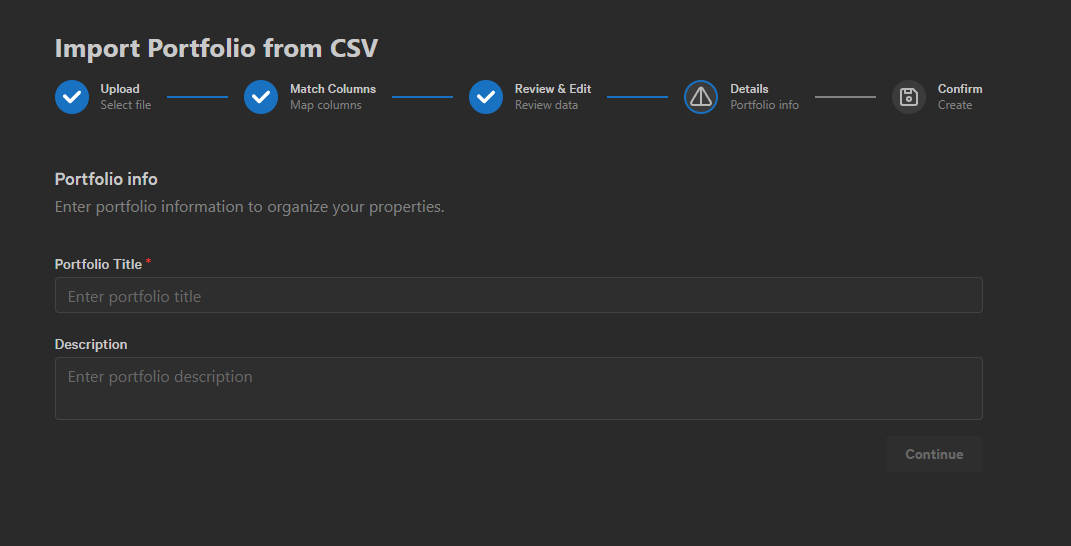 Import Portfolio from CSV
Upload
Select file
Match Columns
Map columns
Review & Edit
Review data
Details
Portfolio info
Confirm
Create
Portfolio info
Enter portfolio information to organize your properties.
Portfolio Title *
Enter portfolio title
Description
Enter portfolio description
Continue